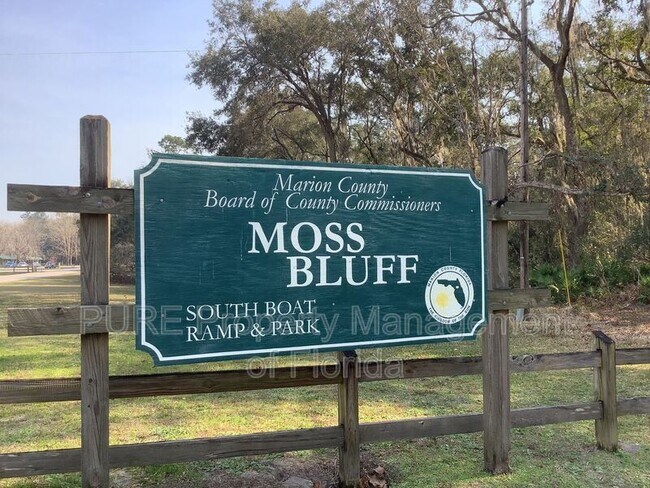 Marion County
Board of County Commissioners
MOSS
BLUFF
SOUTH BOAT
RAMP & PARK
PURE Property Management
of Florida